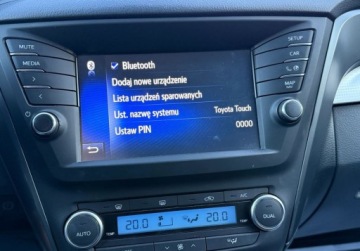 MUTE
SETUP
MEDIA
CAR
MAP
Bluetooth
Dodaj nowe urządzenie
Lista urządzeń sparowanych
Ust. nazwę systemu Toyota Touch
Ustaw PIN 0000
AUTO
20.0
20.0
DUAL
A/C